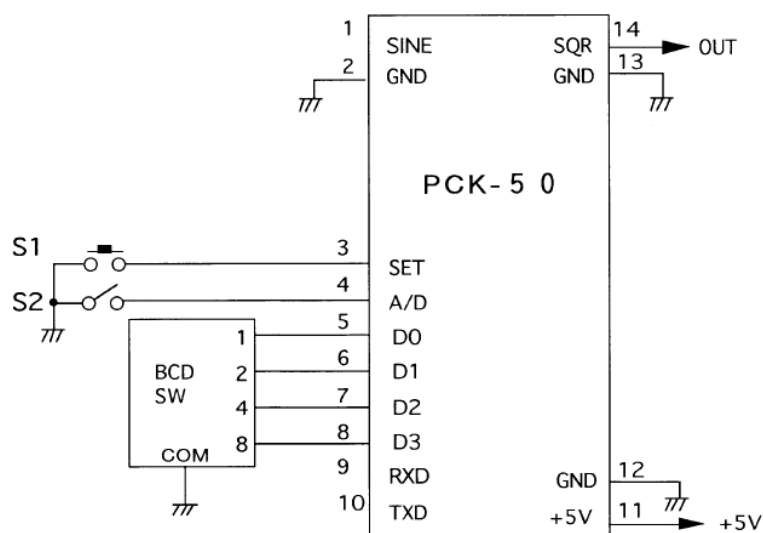 1
SINE
SQR
14
OUT
2
GND
GND
13
PCK-50
S1
3
SET
S2
4
A/D
1
5
D0
BCD
SW
2
6
D1
4
7
D2
8
8
D3
COM
9
RXD
GND
12
10
TXD
+5V
11
+5V